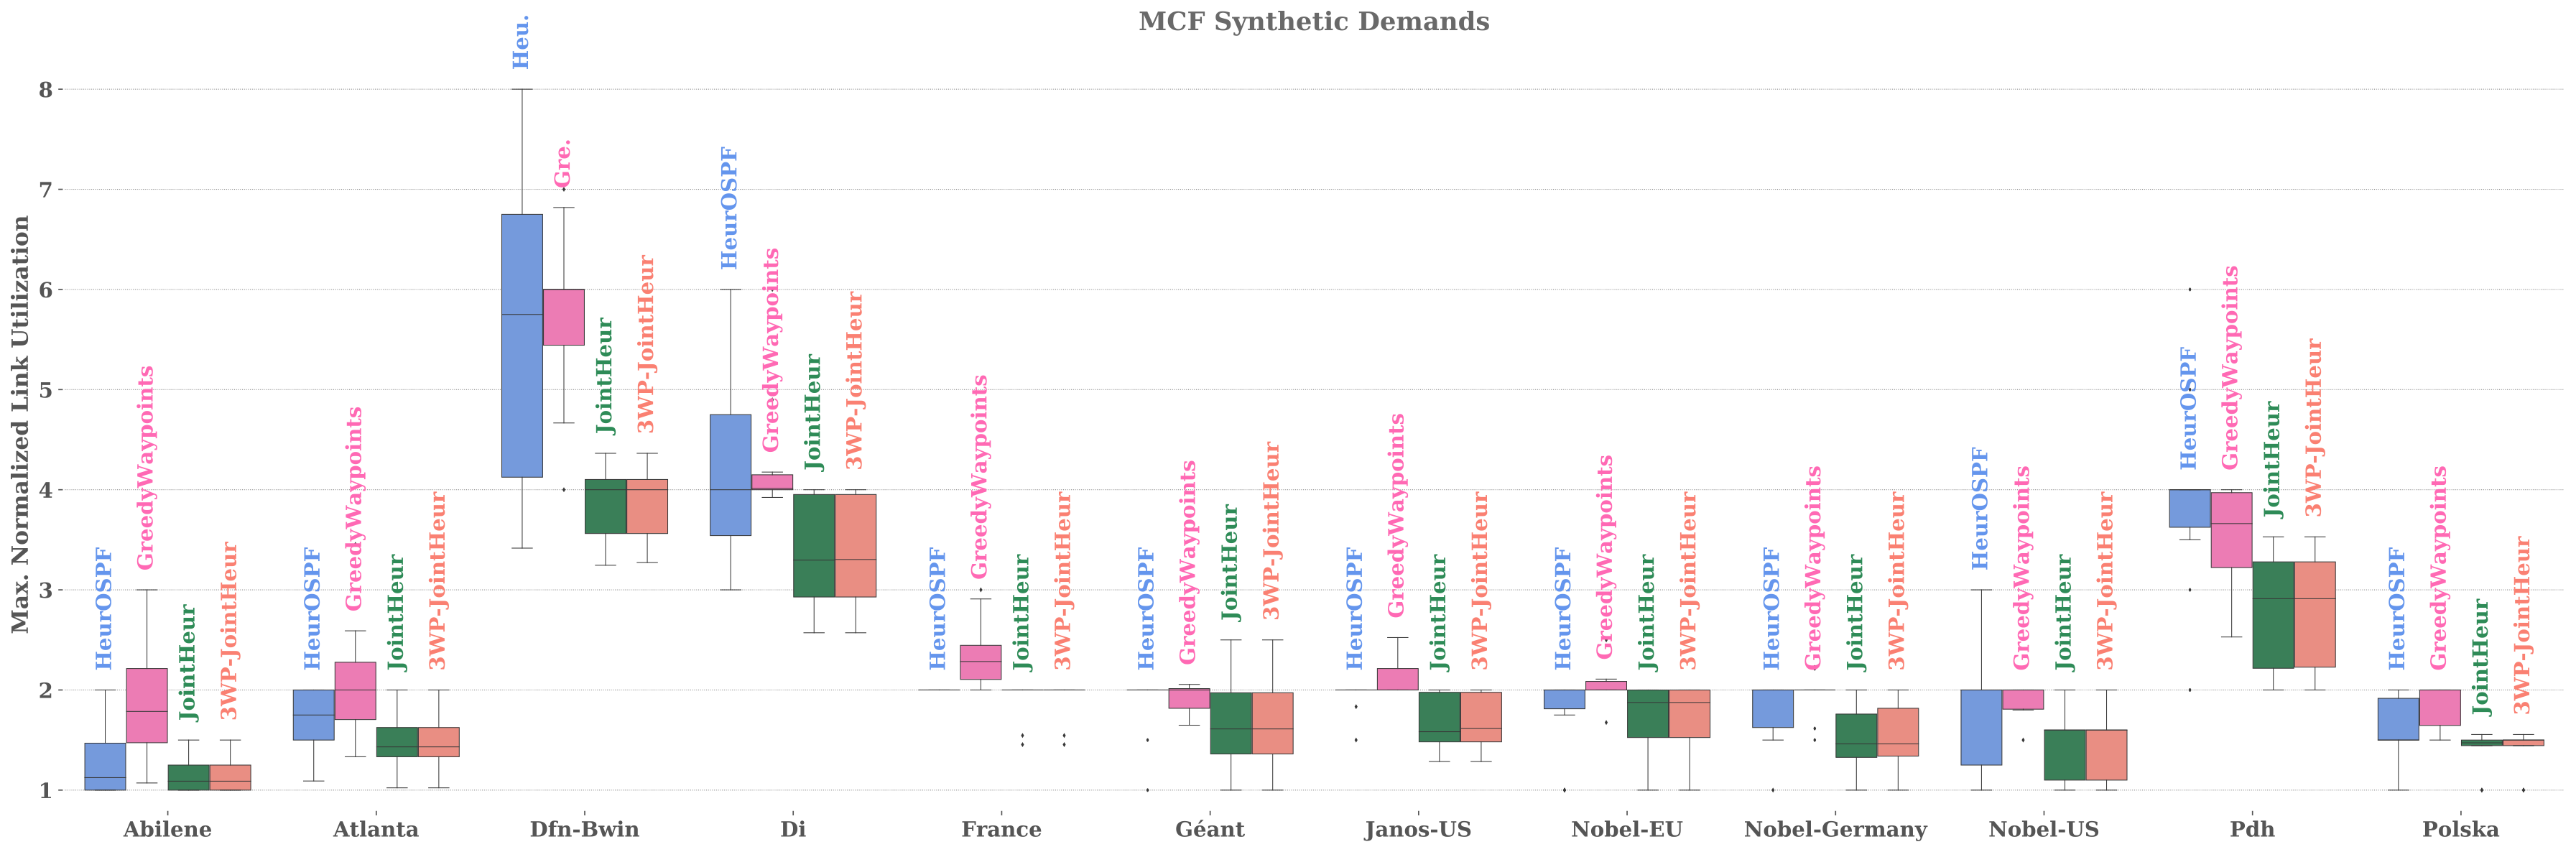 MCF Synthetic Demands
Max. Normalized Link Utilization
8
7
6
5
4
3
2
1
HeurOSPF
GreedyWaypoints
JointHeur
3WP-JointHeur
HeurOSPF
GreedyWaypoints
JointHeur
3WP-JointHeur
Heu.
Gre.
JointHeur
3WP-JointHeur
HeurOSPF
GreedyWaypoints
JointHeur
3WP-JointHeur
HeurOSPF
GreedyWaypoints
JointHeur
3WP-JointHeur
HeurOSPF
GreedyWaypoints
JointHeur
3WP-JointHeur
HeurOSPF
GreedyWaypoints
JointHeur
3WP-JointHeur
HeurOSPF
GreedyWaypoints
JointHeur
3WP-JointHeur
HeurOSPF
GreedyWaypoints
JointHeur
3WP-JointHeur
HeurOSPF
GreedyWaypoints
JointHeur
3WP-JointHeur
HeurOSPF
GreedyWaypoints
JointHeur
3WP-JointHeur
HeurOSPF
GreedyWaypoints
JointHeur
3WP-JointHeur
Abilene
Atlanta
Dfn-Bwin
Di
France
Géant
Janos-US
Nobel-EU
Nobel-Germany
Nobel-US
Pdh
Polska